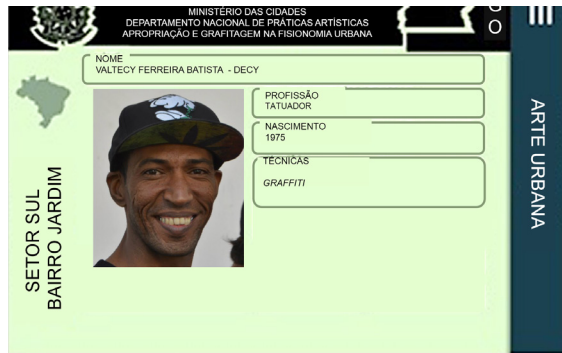 MINISTÉRIO DAS CIDADES
DEPARTAMENTO NACIONAL DE PRÁTICAS ARTÍSTICAS
APROPRIAÇÃO E GRAFITAGEM NA FISIONOMIA URBANA
GO
NOME
VALTECY FERREIRA BATISTA - DECY
PROFISSÃO
TATUADOR
NASCIMENTO
1975
TÉCNICAS
GRAFFITI
SETOR SUL
BAIRRO JARDIM
ARTE URBANA